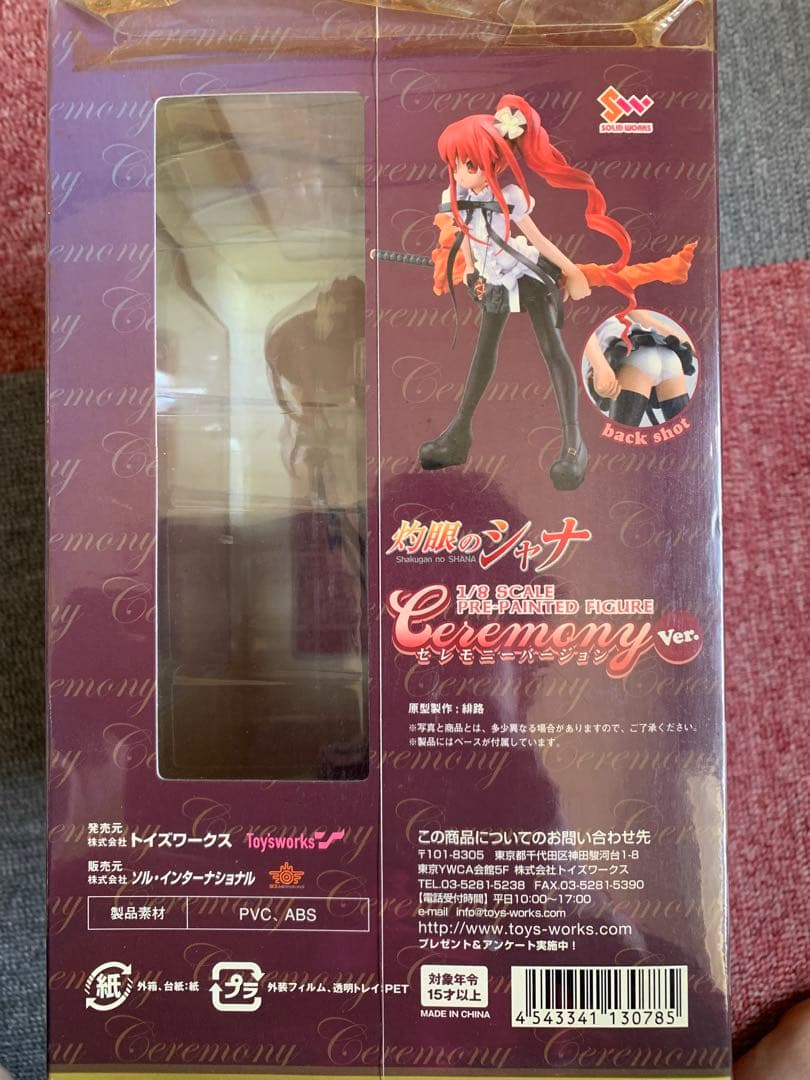 Ceremony
SOLID WORKS
back shot
灼眼のシャナ
Shakugan no SHANA
1/8 SCALE
PRE-PAINTED FIGURE
Ceremony Ver.
セレモニーバージョン
原型製作：緋路
※写真と商品とは、多少異なる場合がありますので、ご了承ください。
※製品にはベースが付属しています。
発売元
株式会社 トイズワークス Toysworks
販売元
株式会社 ソル・インターナショナル
製品素材 PVC、ABS
紙 外箱、台紙:紙
プラ 外装フィルム、透明トレイ:PET
この商品についてのお問い合わせ先
〒101-8305 東京都千代田区神田駿河台1-8
東京YWCA会館5F 株式会社トイズワークス
TEL.03-5281-5238 FAX.03-5281-5390
【電話受付時間】平日10:00〜17:00
e-mail info@toys-works.com
http://www.toys-works.com
プレゼント&アンケート実施中！
対象年令
15才以上
MADE IN CHINA
4 543341 130785